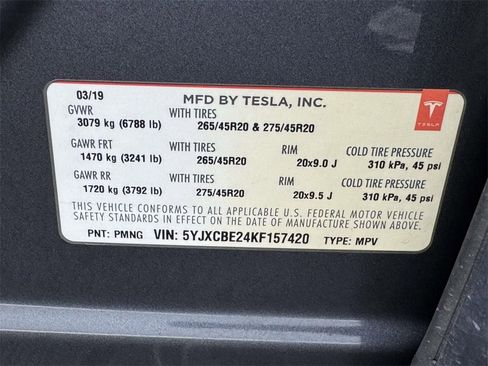 03/19 MFD BY TESLA, INC.
GVWR WITH TIRES
3079 kg (6788 lb) 265/45R20 & 275/45R20
GAWR FRT WITH TIRES RIM COLD TIRE PRESSURE
1470 kg (3241 lb) 265/45R20 20x9.0 J 310 kPa, 45 psi
GAWR RR WITH TIRES RIM COLD TIRE PRESSURE
1720 kg (3792 lb) 275/45R20 20x9.5 J 310 kPa, 45 psi
THIS VEHICLE CONFORMS TO ALL APPLICABLE U.S. FEDERAL MOTOR VEHICLE
SAFETY STANDARDS IN EFFECT ON THE DATE OF MANUFACTURE SHOWN ABOVE.
PNT: PMNG VIN: 5YJXCBE24KF157420 TYPE: MPV
TESLA